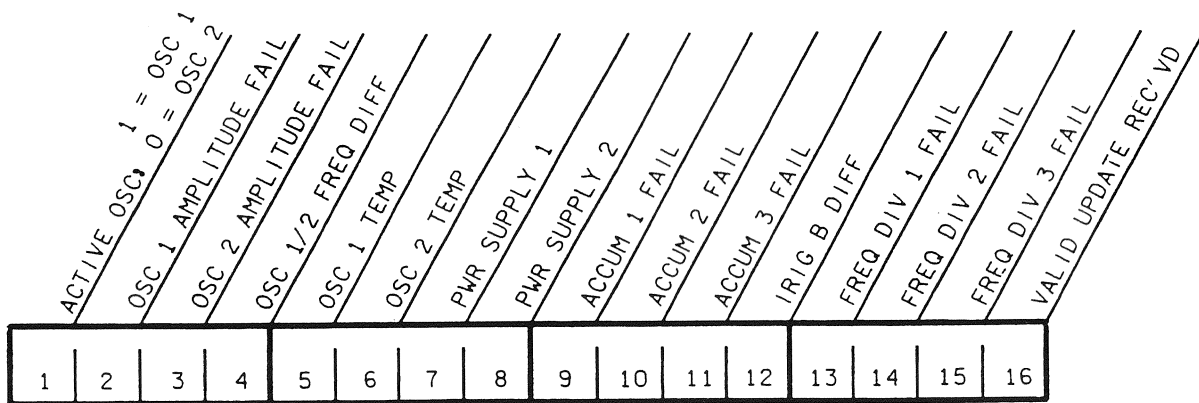 1 = OSC 1
ACTIVE OSC: 0 = OSC 2
OSC 1 AMPLITUDE FAIL
OSC 2 AMPLITUDE FAIL
OSC 1/2 FREQ DIFF
OSC 1 TEMP
OSC 2 TEMP
PWR SUPPLY 1
PWR SUPPLY 2
ACCUM 1 FAIL
ACCUM 2 FAIL
ACCUM 3 FAIL
IRIG B DIFF
FREQ DIV 1 FAIL
FREQ DIV 2 FAIL
FREQ DIV 3 FAIL
VALID UPDATE REC'VD
1 2 3 4 5 6 7 8 9 10 11 12 13 14 15 16